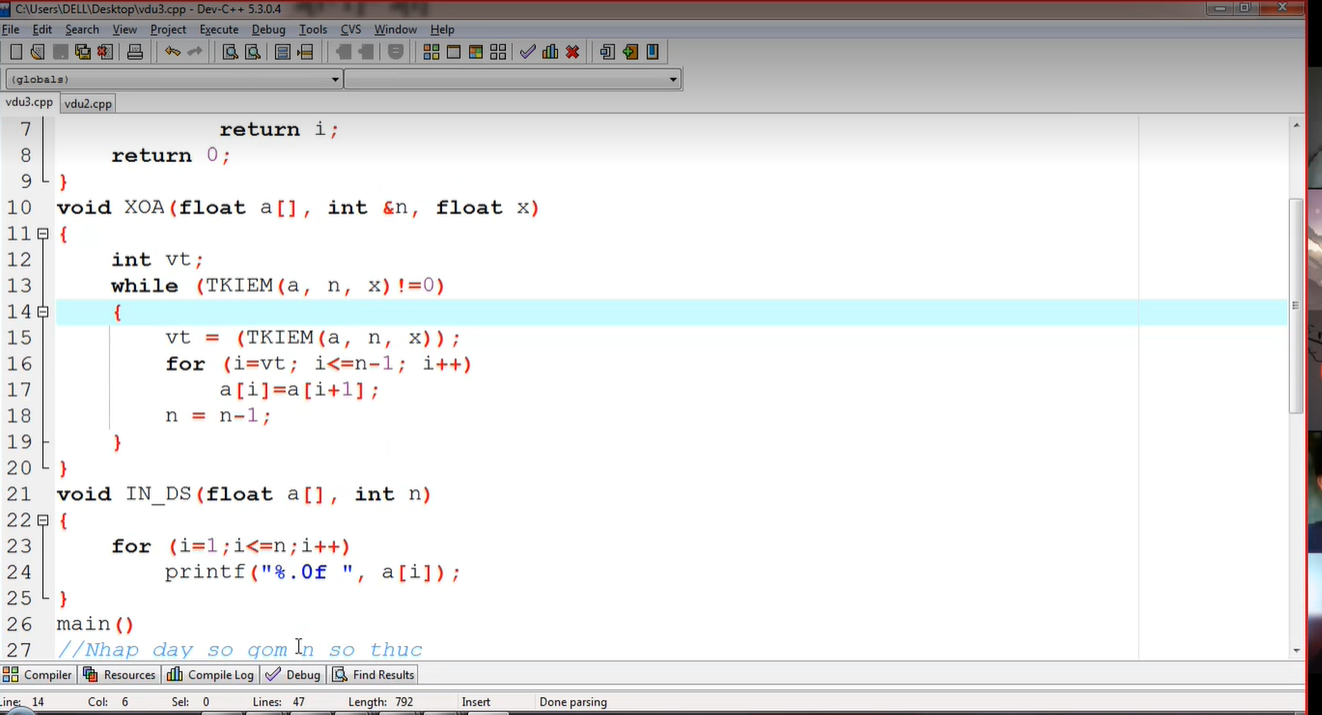 C:\Users\DELL\Desktop\vdu3.cpp - Dev-C++ 5.3.0.4
File Edit Search View Project Execute Debug Tools CVS Window Help
(globals)
vdu3.cpp vdu2.cpp
7 return i;
8 return 0;
9 }
10 void XOA(float a[], int &n, float x)
11 {
12 int vt;
13 while (TKIEM(a, n, x)!=0)
14 {
15 vt = (TKIEM(a, n, x));
16 for (i=vt; i<=n-1; i++)
17 a[i]=a[i+1];
18 n = n-1;
19 }
20 }
21 void IN_DS(float a[], int n)
22 {
23 for (i=1;i<=n;i++)
24 printf("%.0f ", a[i]);
25 }
26 main()
27 //Nhap day so gom n so thuc
Compiler Resources Compile Log Debug Find Results
Line: 14 Col: 6 Sel: 0 Lines: 47 Length: 792 Insert Done parsing